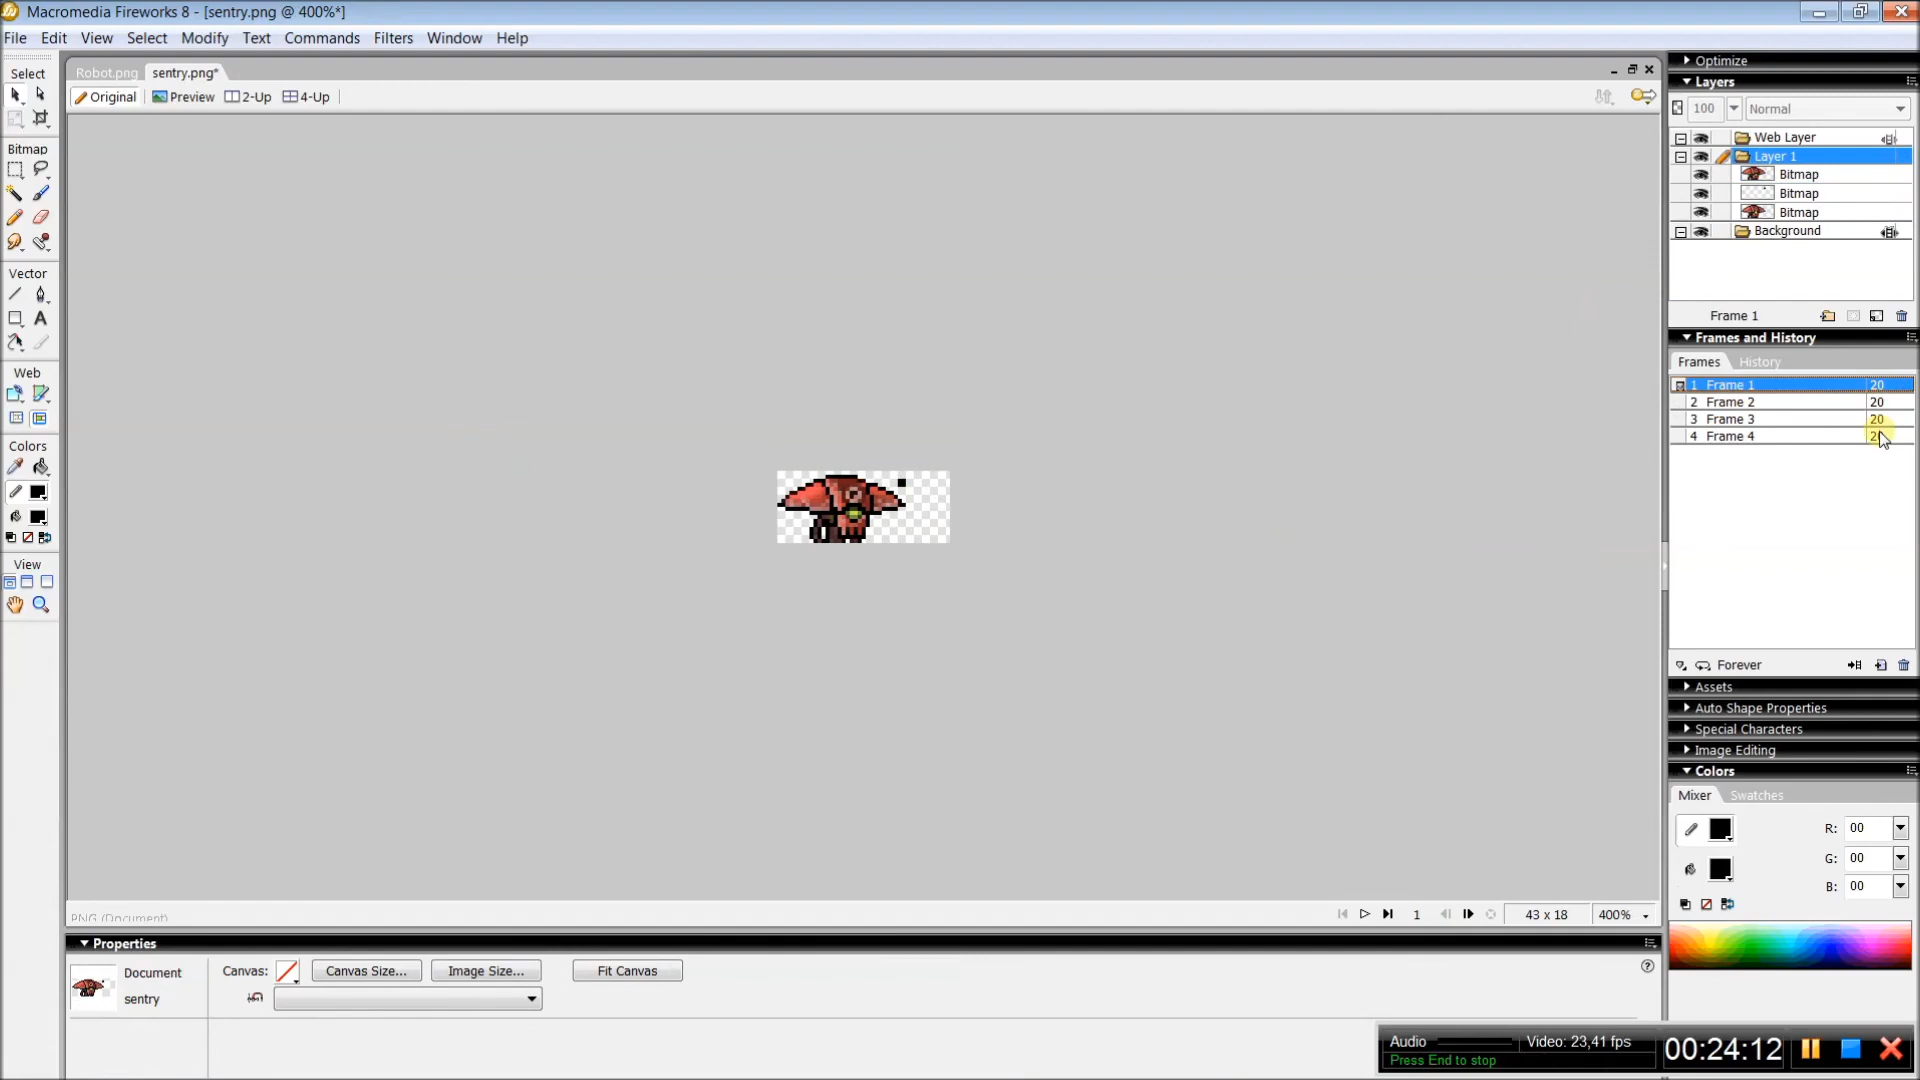 Macromedia Fireworks 8 - [sentry.png @ 400%*]
File Edit View Select Modify Text Commands Filters Window Help
Robot.png sentry.png*
Original Preview 2-Up 4-Up
Select
Bitmap
Vector
Web
Colors
View
PNG (Document)
1 43 x 18 400%
Properties
Document
sentry
Canvas: Canvas Size... Image Size... Fit Canvas
Optimize
Layers
100 Normal
Web Layer
Layer 1
Bitmap
Bitmap
Bitmap
Background
Frame 1
Frames and History
Frames History
1 Frame 1 20
2 Frame 2 20
3 Frame 3 20
4 Frame 4 20
Forever
Assets
Auto Shape Properties
Special Characters
Image Editing
Colors
Mixer Swatches
R: 00
G: 00
B: 00
Audio Video: 23,41 fps
Press End to stop
00:24:12